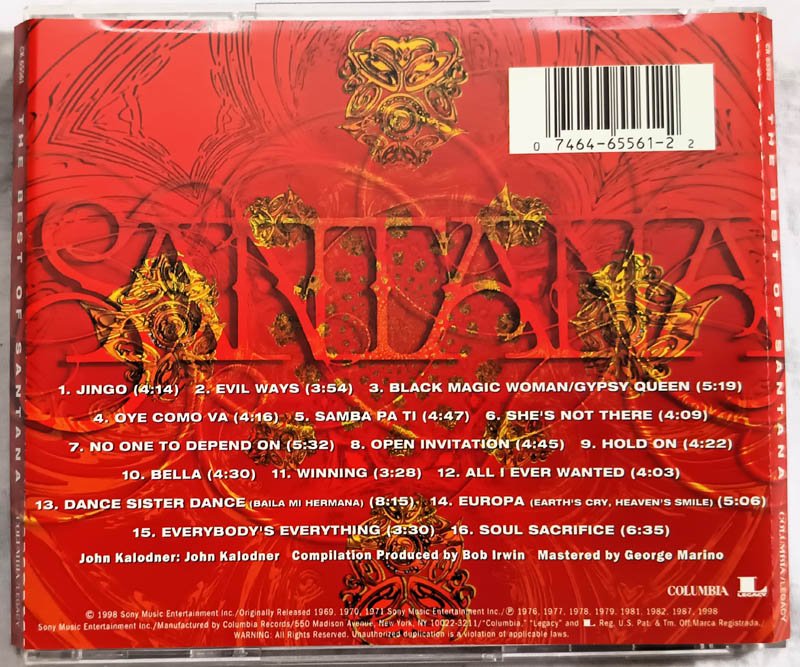 CK 65561 THE BEST OF SANTANA COLUMBIA/LEGACY
0 7464-65561-2 2
SANTANA
1. JINGO (4:14) 2. EVIL WAYS (3:54) 3. BLACK MAGIC WOMAN/GYPSY QUEEN (5:19)
4. OYE COMO VA (4:16) 5. SAMBA PA TI (4:47) 6. SHE'S NOT THERE (4:09)
7. NO ONE TO DEPEND ON (5:32) 8. OPEN INVITATION (4:45) 9. HOLD ON (4:22)
10. BELLA (4:30) 11. WINNING (3:28) 12. ALL I EVER WANTED (4:03)
13. DANCE SISTER DANCE (BAILA MI HERMANA) (8:15) 14. EUROPA (EARTH'S CRY, HEAVEN'S SMILE) (5:06)
15. EVERYBODY'S EVERYTHING (3:30) 16. SOUL SACRIFICE (6:35)
John Kalodner: John Kalodner Compilation Produced by Bob Irwin Mastered by George Marino
COLUMBIA L LEGACY
© 1998 Sony Music Entertainment Inc./Originally Released 1969, 1970, 1971 Sony Music Entertainment Inc./℗ 1976, 1977, 1978, 1979, 1981, 1982, 1987, 1998
Sony Music Entertainment Inc./Manufactured by Columbia Records/550 Madison Avenue, New York, NY 10022-3211/"Columbia," "Legacy" and L Reg. U.S. Pat. & Tm. Off. Marca Registrada./
WARNING: All Rights Reserved. Unauthorized duplication is a violation of applicable laws.
CK 65561 THE BEST OF SANTANA COLUMBIA/LEGACY